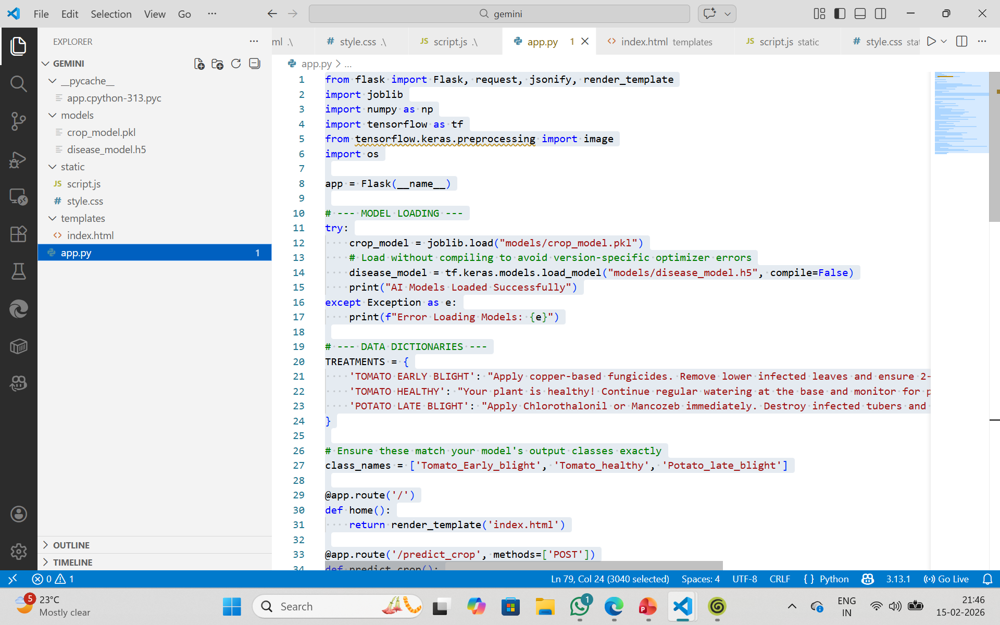 File Edit Selection View Go ···
gemini
EXPLORER
GEMINI
__pycache__
app.cpython-313.pyc
models
crop_model.pkl
disease_model.h5
static
JS script.js
# style.css
templates
<> index.html
app.py 1
OUTLINE
TIMELINE
ml .\
# style.css .\
JS script.js .\
app.py 1
<> index.html templates
JS script.js static
# style.css
app.py > ...
1 from flask import Flask, request, jsonify, render_template
2 import joblib
3 import numpy as np
4 import tensorflow as tf
5 from tensorflow.keras.preprocessing import image
6 import os
7
8 app = Flask(__name__)
9
10 # --- MODEL LOADING ---
11 try:
12 crop_model = joblib.load("models/crop_model.pkl")
13 # Load without compiling to avoid version-specific optimizer errors
14 disease_model = tf.keras.models.load_model("models/disease_model.h5", compile=False)
15 print("AI Models Loaded Successfully")
16 except Exception as e:
17 print(f"Error Loading Models: {e}")
18
19 # --- DATA DICTIONARIES ---
20 TREATMENTS = {
21 'TOMATO EARLY BLIGHT': "Apply copper-based fungicides. Remove lower infected leaves and ensure 2-
22 'TOMATO HEALTHY': "Your plant is healthy! Continue regular watering at the base and monitor for p
23 'POTATO LATE BLIGHT': "Apply Chlorothalonil or Mancozeb immediately. Destroy infected tubers and
24 }
25
26 # Ensure these match your model's output classes exactly
27 class_names = ['Tomato_Early_blight', 'Tomato_healthy', 'Potato_late_blight']
28
29 @app.route('/')
30 def home():
31 return render_template('index.html')
32
33 @app.route('/predict_crop', methods=['POST'])
34 def predict_crop():
0 1
Ln 79, Col 24 (3040 selected) Spaces: 4 UTF-8 CRLF { } Python 3.13.1 Go Live
5
23°C
Mostly clear
Search
1
ENG
IN
21:46
15-02-2026